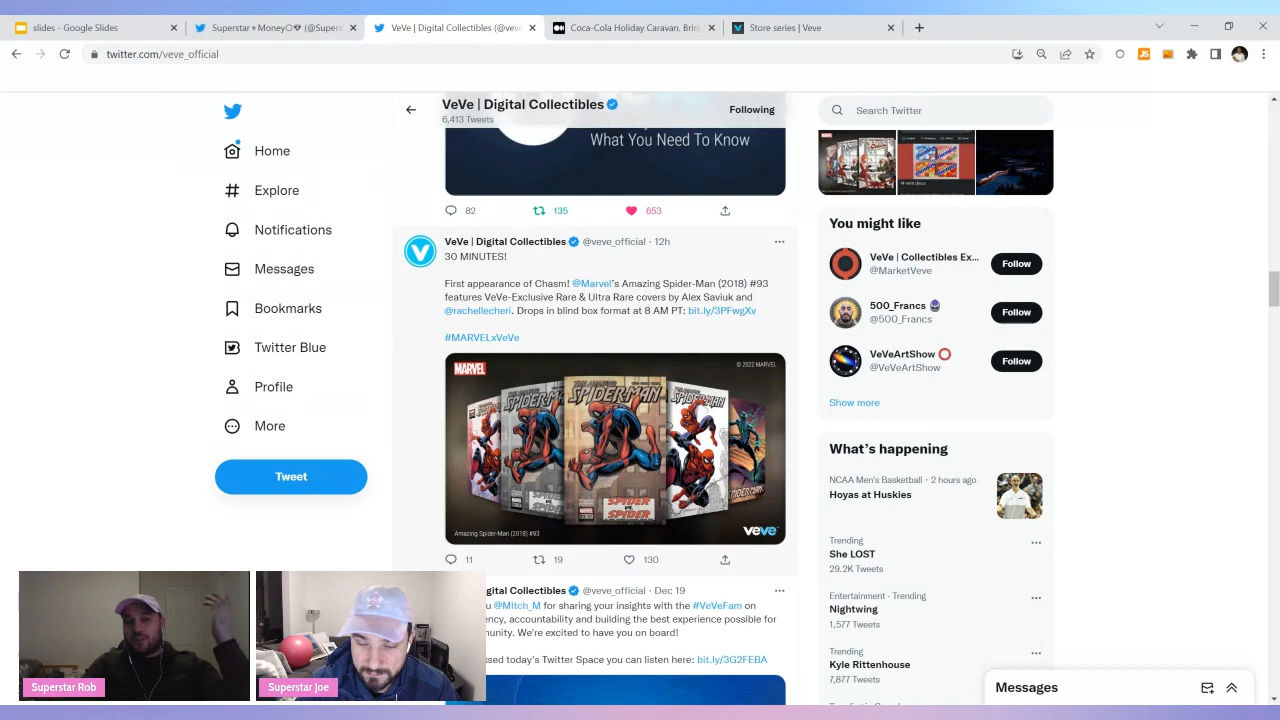 slides - Google Slides
Superstar★Money (@Supers
VeVe | Digital Collectibles (@veve
Coca-Cola Holiday Caravan. Brin
Store series | Veve
twitter.com/veve_official
VeVe | Digital Collectibles
6,413 Tweets
Following
Search Twitter
What You Need To Know
82 135 653
Home
Explore
Notifications
Messages
Bookmarks
Twitter Blue
Profile
More
Tweet
VeVe | Digital Collectibles @veve_official · 12h
30 MINUTES!
First appearance of Chasm! @Marvel's Amazing Spider-Man (2018) #93
features VeVe-Exclusive Rare & Ultra Rare covers by Alex Saviuk and
@rachellecheri. Drops in blind box format at 8 AM PT: bit.ly/3PFwgXv
#MARVELxVeVe
MARVEL
© 2022 MARVEL
THE AMAZING
SPIDER-MAN
SPIDER
VS.
SPIDER
Amazing Spider-Man (2018) #93
veve
11 19 130
gital Collectibles @veve_official · Dec 19
u @Mitch_M for sharing your insights with the #VeVeFam on
ency, accountability and building the best experience possible for
munity. We're excited to have you on board!
ssed today's Twitter Space you can listen here: bit.ly/3G2FEBA
You might like
VeVe | Collectibles Ex...
@MarketVeve
Follow
500_Francs
@500_Francs
Follow
VeVeArtShow
@VeVeArtShow
Follow
Show more
What's happening
NCAA Men's Basketball · 2 hours ago
Hoyas at Huskies
Trending
She LOST
29.2K Tweets
Entertainment · Trending
Nightwing
1,577 Tweets
Trending
Kyle Rittenhouse
7,877 Tweets
Messages
Superstar Rob
Superstar Joe